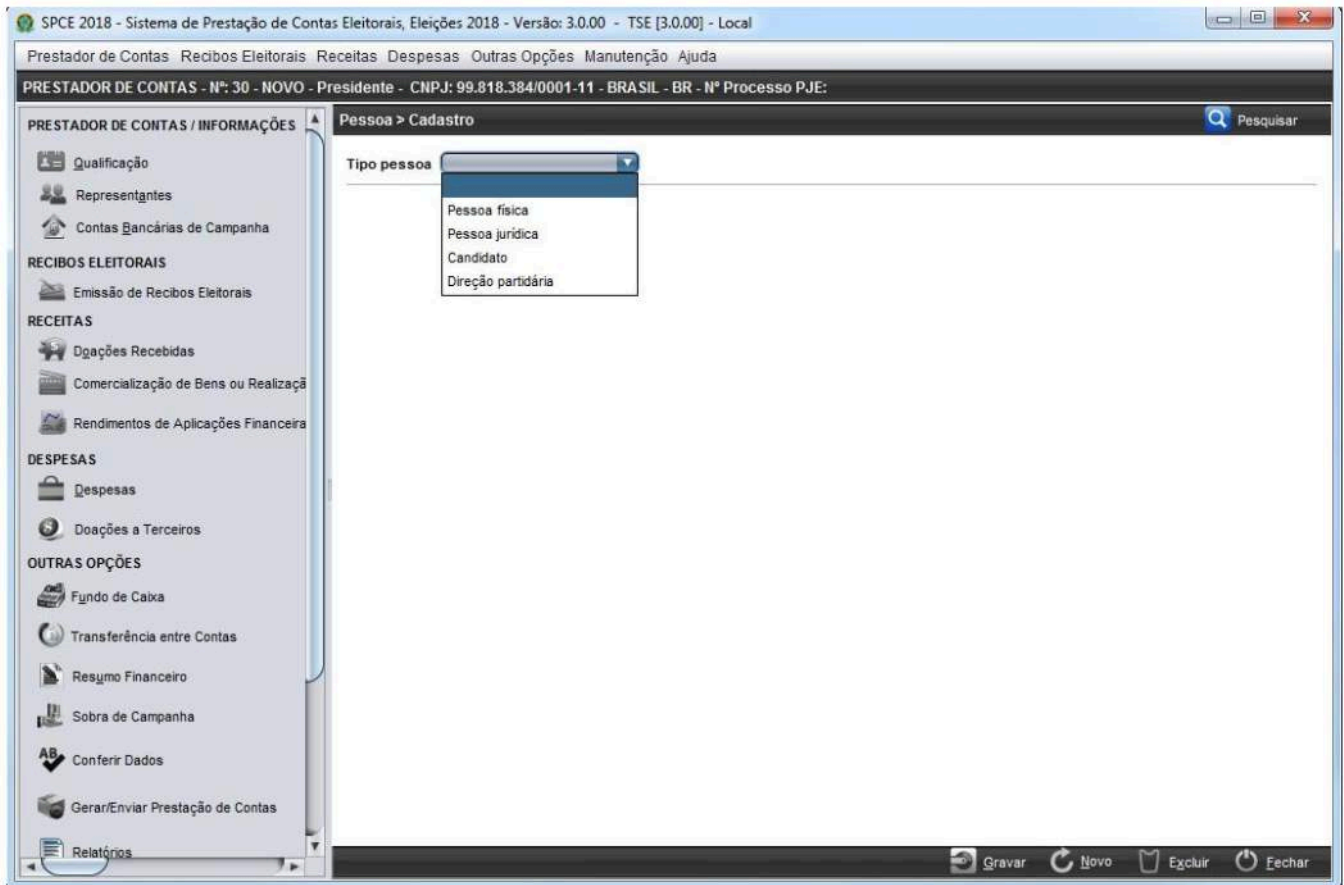 SPCE 2018 - Sistema de Prestação de Contas Eleitorais, Eleições 2018 - Versão: 3.0.00 - TSE [3.0.00] - Local
Prestador de Contas Recibos Eleitorais Receitas Despesas Outras Opções Manutenção Ajuda
PRESTADOR DE CONTAS - Nº: 30 - NOVO - Presidente - CNPJ: 99.818.384/0001-11 - BRASIL - BR - Nº Processo PJE:
PRESTADOR DE CONTAS / INFORMAÇÕES
Qualificação
Representantes
Contas Bancárias de Campanha
RECIBOS ELEITORAIS
Emissão de Recibos Eleitorais
RECEITAS
Doações Recebidas
Comercialização de Bens ou Realizaçã
Rendimentos de Aplicações Financeira
DESPESAS
Despesas
Doações a Terceiros
OUTRAS OPÇÕES
Fundo de Caixa
Transferência entre Contas
Resumo Financeiro
Sobra de Campanha
AB Conferir Dados
Gerar/Enviar Prestação de Contas
Relatórios
Pessoa > Cadastro Pesquisar
Tipo pessoa
Pessoa física
Pessoa jurídica
Candidato
Direção partidária
Gravar Novo Excluir Fechar